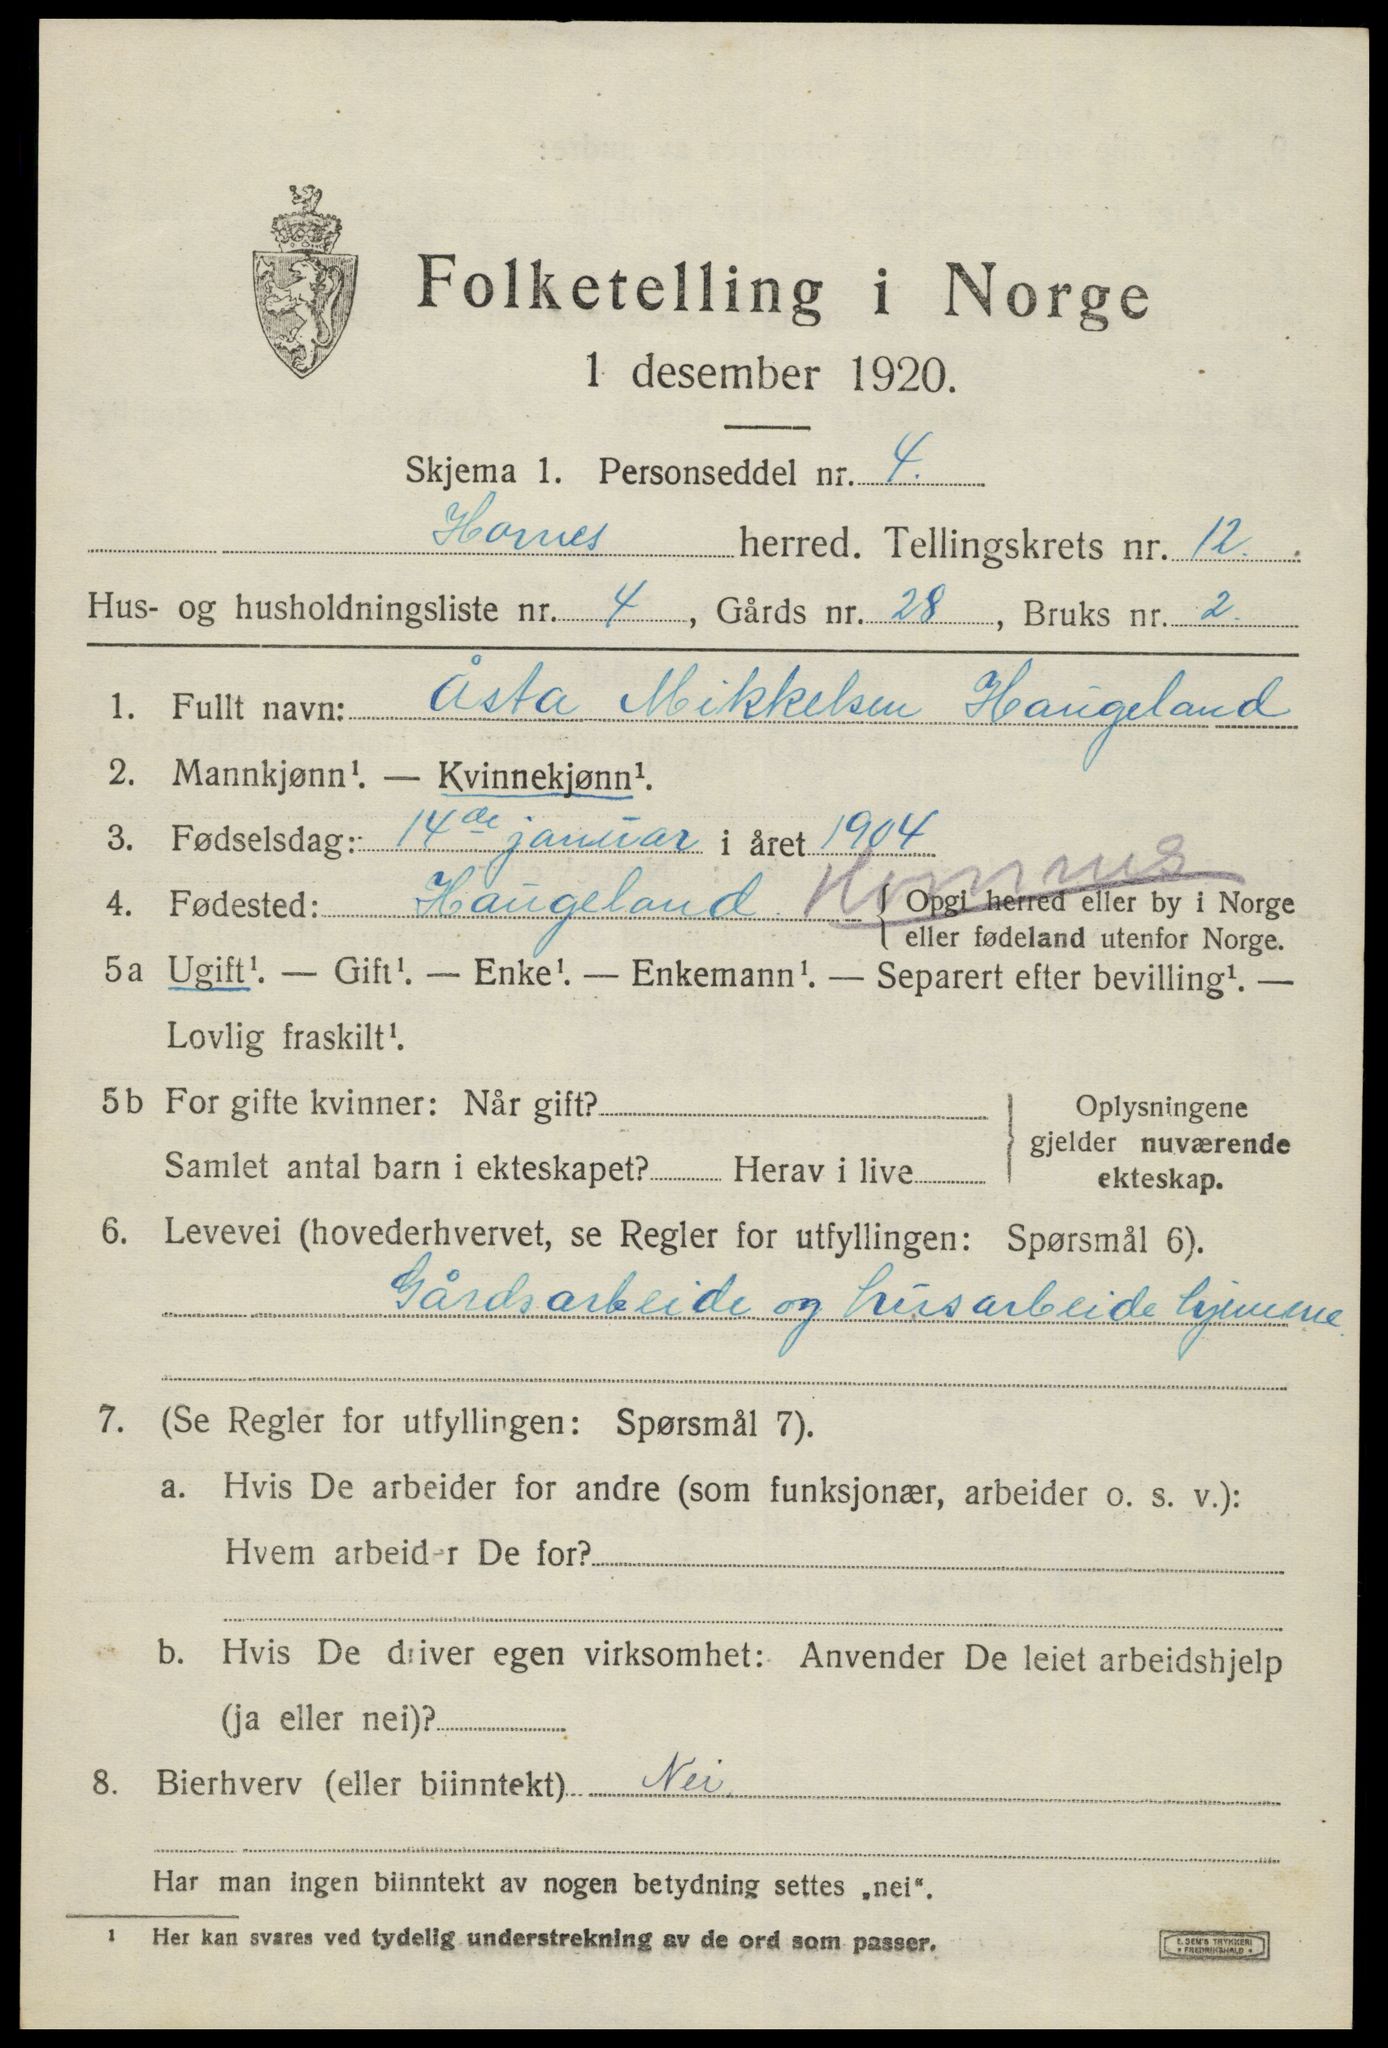 Folketelling i Norge
1 desember 1920.
Skjema 1. Personseddel nr. 4.
Hornes herred. Tellingskrets nr. 12.
Hus- og husholdningsliste nr. 4, Gårds nr. 28, Bruks nr. 2.
1. Fullt navn: Åsta Mikkelsen Haugeland
2. Mannkjønn¹. — Kvinnekjønn¹.
3. Fødselsdag: 14de januar i året 1904
4. Fødested: Haugeland. Hornnes { Opgi herred eller by i Norge
eller fødeland utenfor Norge.
5a Ugift¹. — Gift¹. — Enke¹. — Enkemann¹. — Separert efter bevilling¹. —
Lovlig fraskilt¹.
5b For gifte kvinner: Når gift?
Samlet antal barn i ekteskapet? Herav i live
} Oplysningene
gjelder nuværende
ekteskap.
6. Levevei (hovederhvervet, se Regler for utfyllingen: Spørsmål 6).
Gårdsarbeide og husarbeide hjemme
7. (Se Regler for utfyllingen: Spørsmål 7).
a. Hvis De arbeider for andre (som funksjonær, arbeider o. s. v.):
Hvem arbeider De for?
b. Hvis De driver egen virksomhet: Anvender De leiet arbeidshjelp
(ja eller nei)?
8. Bierhverv (eller biinntekt) Nei.
Har man ingen biinntekt av nogen betydning settes „nei“.
¹ Her kan svares ved tydelig understrekning av de ord som passer.
E. SEM'S TRYKKERI
• FREDRIKSHALD •